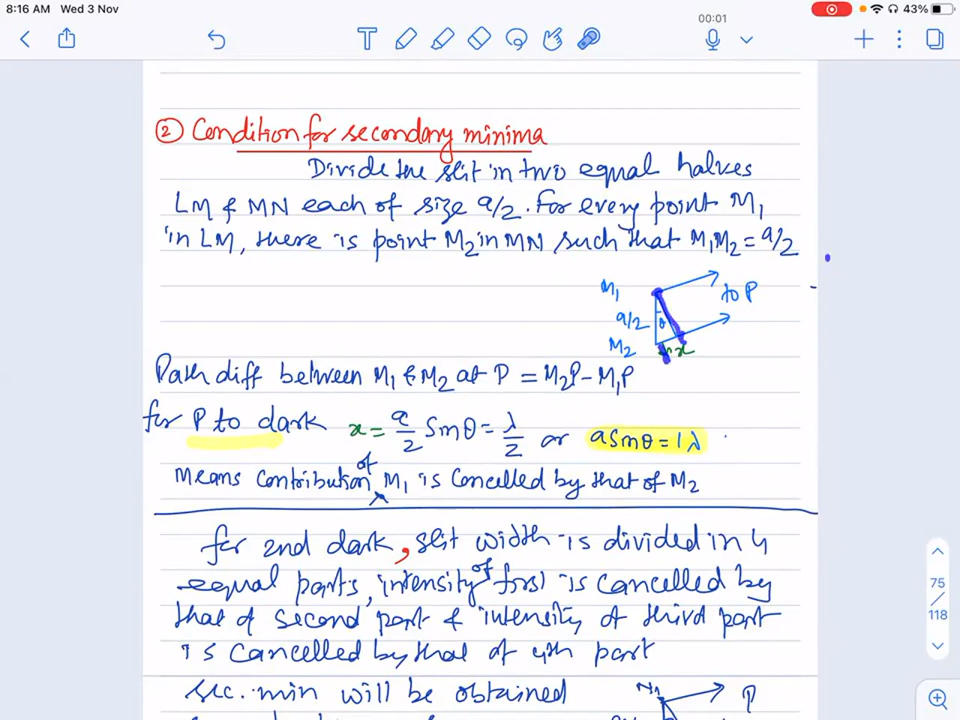 8:16 AM Wed 3 Nov
43%
00:01
② Condition for secondary minima
Divide the slit in two equal halves
LM & MN each of size a/2. For every point M₁
in LM, there is point M₂ in MN such that M₁M₂ = a/2
M₁
to P
a/2 θ
M₂ x
Path diff between M₁ & M₂ at P = M₂P - M₁P
for P to dark x = a/2 Sinθ = λ/2 or aSinθ = 1λ
Means contribution of M₁ is cancelled by that of M₂
for 2nd dark, slit width is divided in 4
equal parts, intensity of first is cancelled by
that of second part & intensity of third part
is cancelled by that of 4th part
75
/
118
sec. min will be obtained
N₁ P